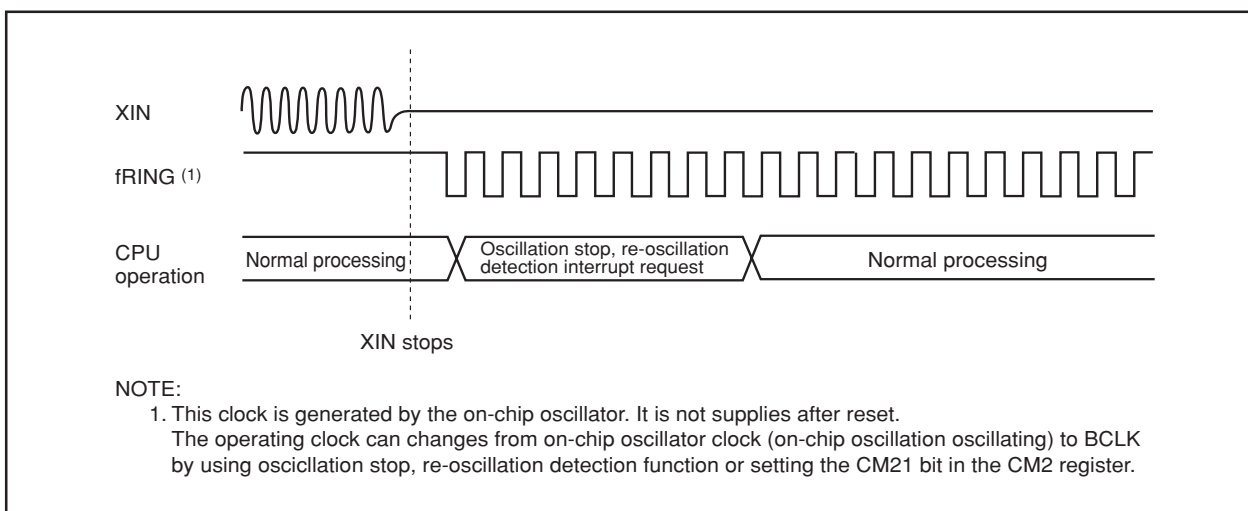 XIN
fRING (1)
CPU
operation
Normal processing
Oscillation stop, re-oscillation
detection interrupt request
Normal processing
XIN stops
NOTE:
1. This clock is generated by the on-chip oscillator. It is not supplies after reset.
The operating clock can changes from on-chip oscillator clock (on-chip oscillation oscillating) to BCLK
by using oscicllation stop, re-oscillation detection function or setting the CM21 bit in the CM2 register.